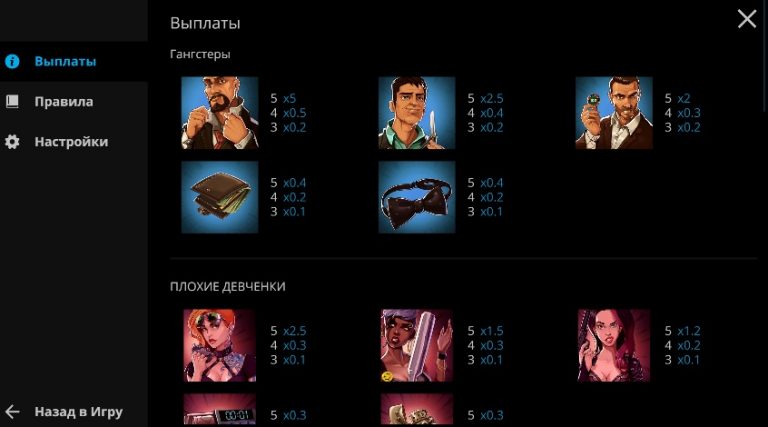 Выплаты
Гангстеры
Выплаты
5 x5
4 x0.5
3 x0.2
5 x2.5
4 x0.4
3 x0.2
5 x2
4 x0.3
3 x0.2
Правила
Настройки
5 x0.4
4 x0.2
3 x0.1
5 x0.4
4 x0.2
3 x0.1
ПЛОХИЕ ДЕВЧЕНКИ
5 x2.5
4 x0.3
3 x0.1
5 x1.5
4 x0.3
3 x0.1
5 x1.2
4 x0.2
3 x0.1
00:01
5 x0.3
5 x0.3
Назад в Игру